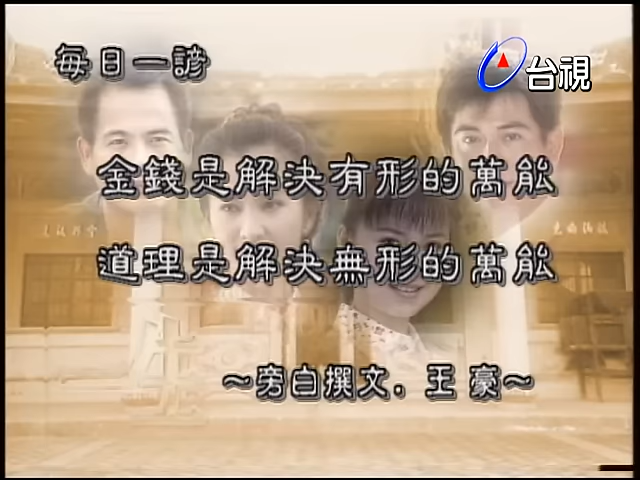 每日一諺
台視
金錢是解決有形的萬能
道理是解決無形的萬能
～旁白撰文．王 豪～